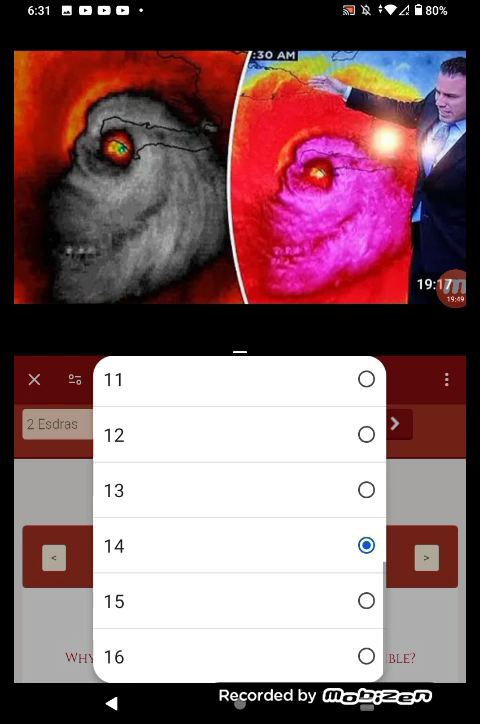 6:31
80%
:30 AM
19:17
19:49
11
2 Esdras
12
13
14
<
>
15
16
WHY
BLE?
Recorded by mobizen